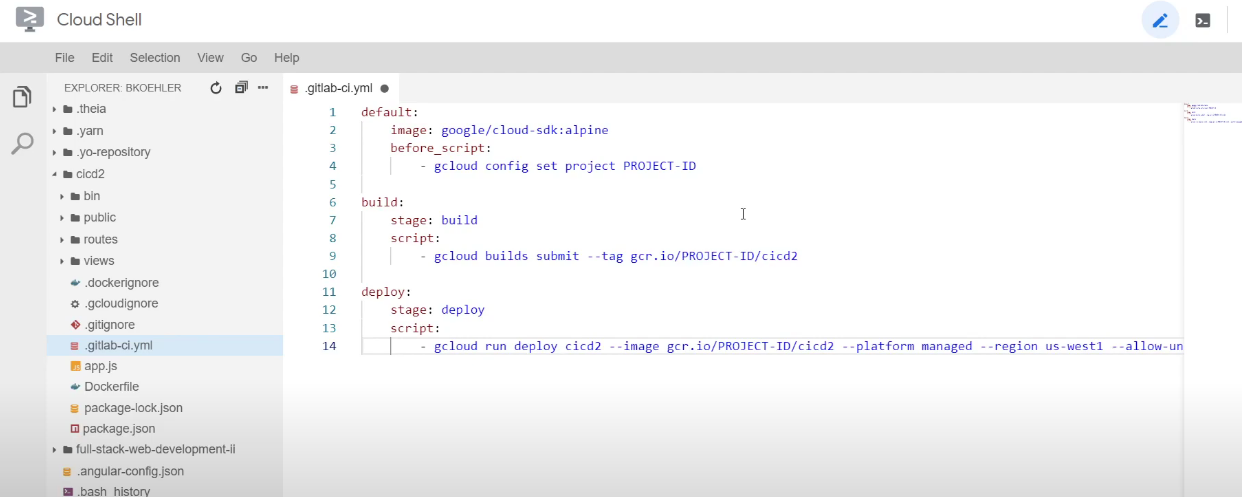 Cloud Shell
File Edit Selection View Go Help
EXPLORER: BKOEHLER
.theia
.yarn
.yo-repository
cicd2
bin
public
routes
views
.dockerignore
.gcloudignore
.gitignore
.gitlab-ci.yml
app.js
Dockerfile
package-lock.json
package.json
full-stack-web-development-ii
.angular-config.json
.bash_history
.gitlab-ci.yml
1 default:
2 image: google/cloud-sdk:alpine
3 before_script:
4 - gcloud config set project PROJECT-ID
5
6 build:
7 stage: build
8 script:
9 - gcloud builds submit --tag gcr.io/PROJECT-ID/cicd2
10
11 deploy:
12 stage: deploy
13 script:
14 - gcloud run deploy cicd2 --image gcr.io/PROJECT-ID/cicd2 --platform managed --region us-west1 --allow-un